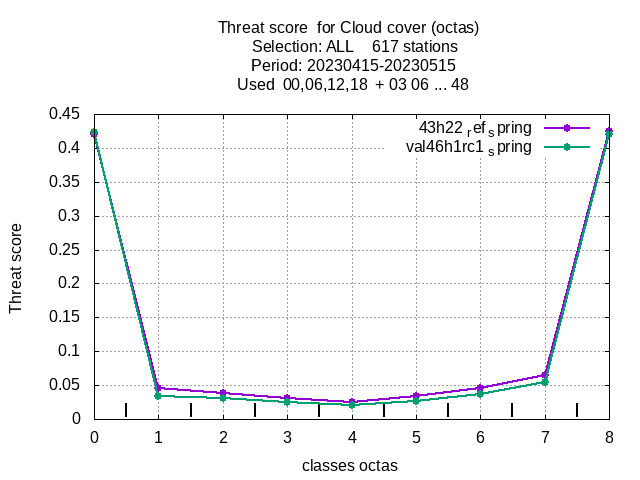 Threat score  for Cloud cover (octas)
Selection: ALL    617 stations
Period: 20230415-20230515
Used  00,06,12,18  + 03 06 ... 48
43h22 ref spring
val46h1rc1 spring
0.45
0.4
0.35
0.3
0.25
0.2
0.15
0.1
0.05
0
Threat score
0 1 2 3 4 5 6 7 8
classes octas